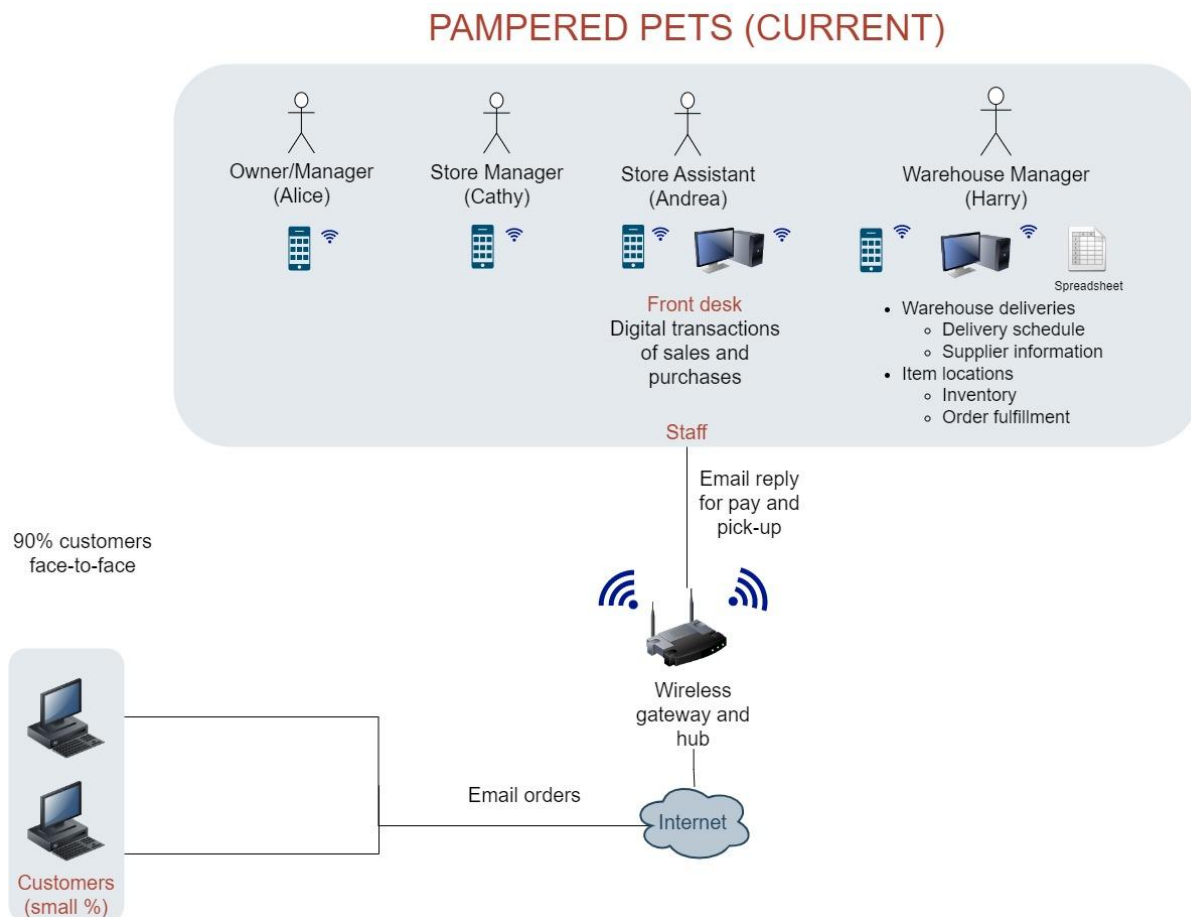 PAMPERED PETS (CURRENT)
Owner/Manager
(Alice)
Store Manager
(Cathy)
Store Assistant
(Andrea)
Warehouse Manager
(Harry)
Spreadsheet
Front desk
Digital transactions
of sales and
purchases
• Warehouse deliveries
○ Delivery schedule
○ Supplier information
• Item locations
○ Inventory
○ Order fulfillment
Staff
Email reply
for pay and
pick-up
90% customers
face-to-face
Wireless
gateway and
hub
Email orders
Internet
Customers
(small %)